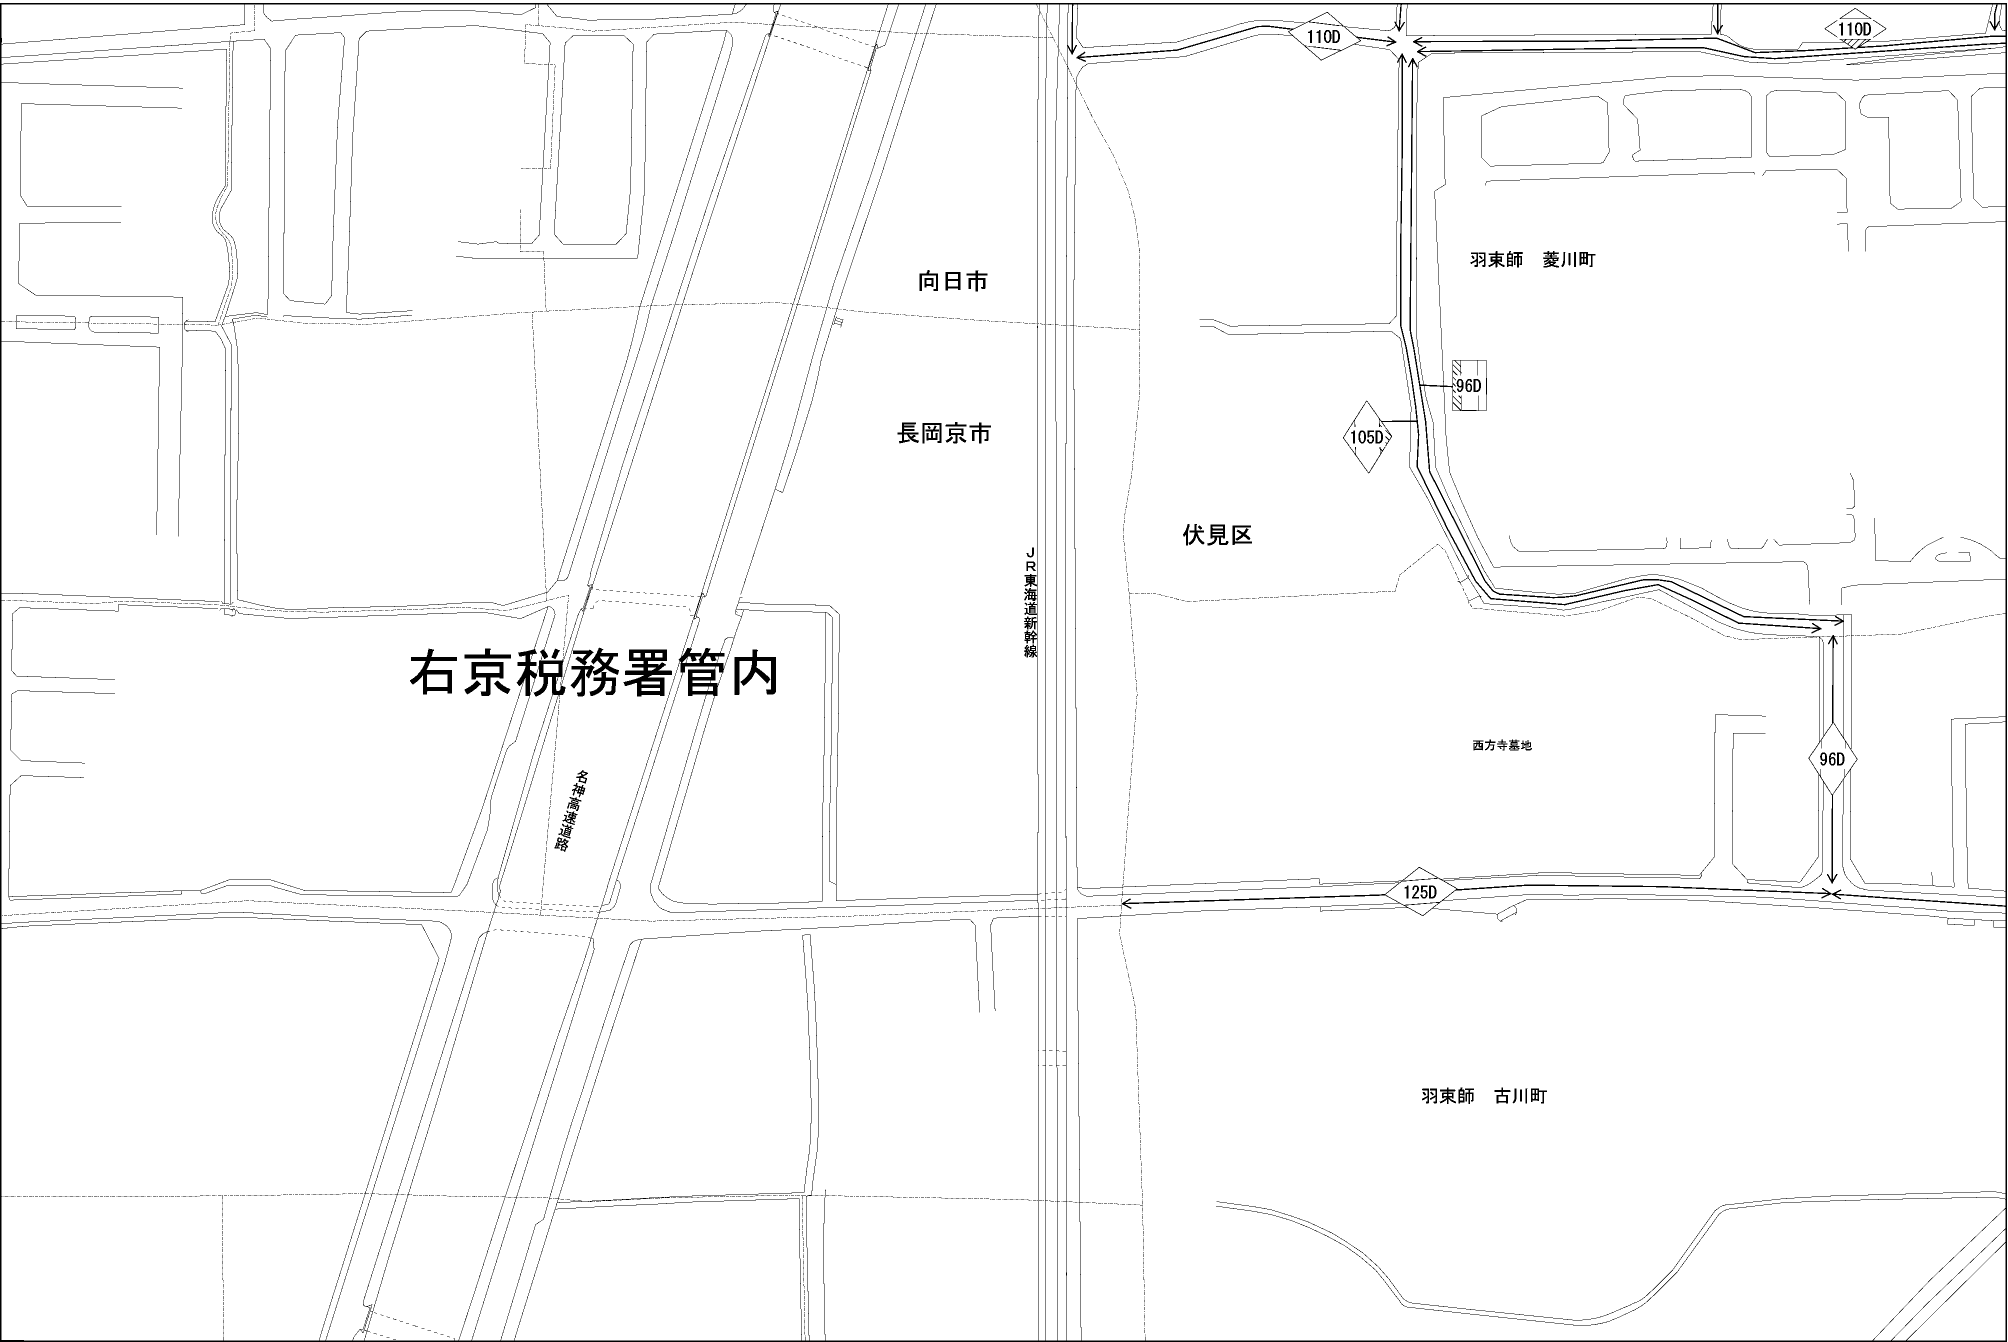 110D
110D
羽束師　菱川町
向日市
96D
長岡京市
105D
伏見区
JR東海道新幹線
右京税務署管内
西方寺墓地
96D
名神高速道路
125D
羽束師　古川町